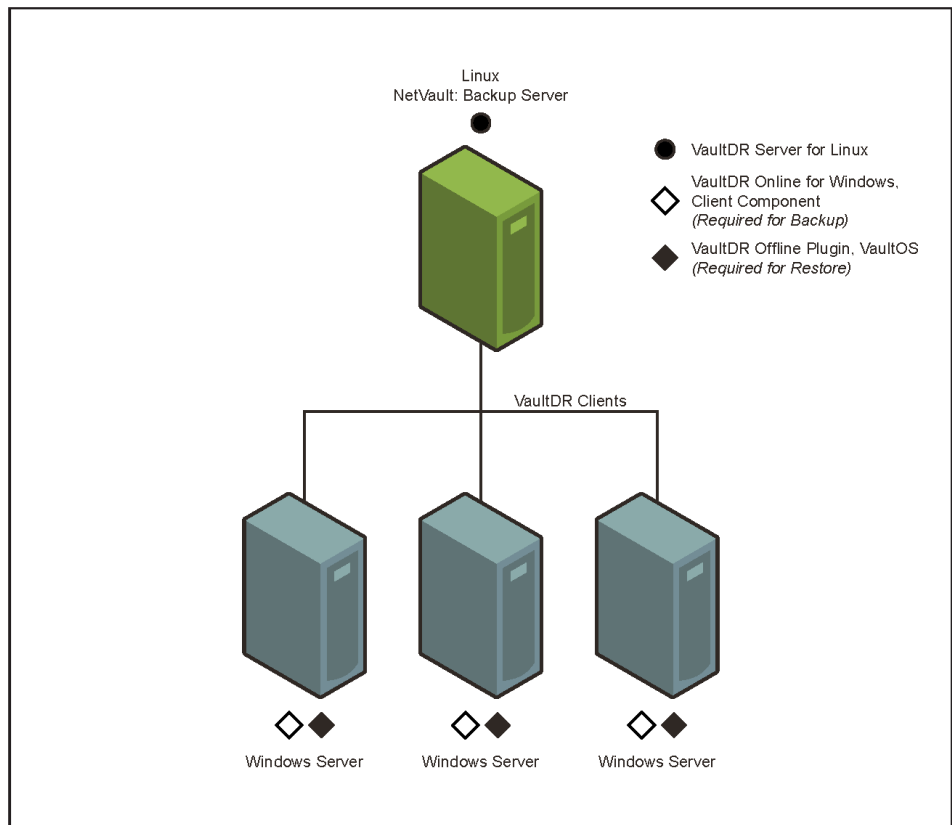 Linux
NetVault: Backup Server
VaultDR Server for Linux
VaultDR Online for Windows,
Client Component
(Required for Backup)
VaultDR Offline Plugin, VaultOS
(Required for Restore)
VaultDR Clients
Windows Server
Windows Server
Windows Server